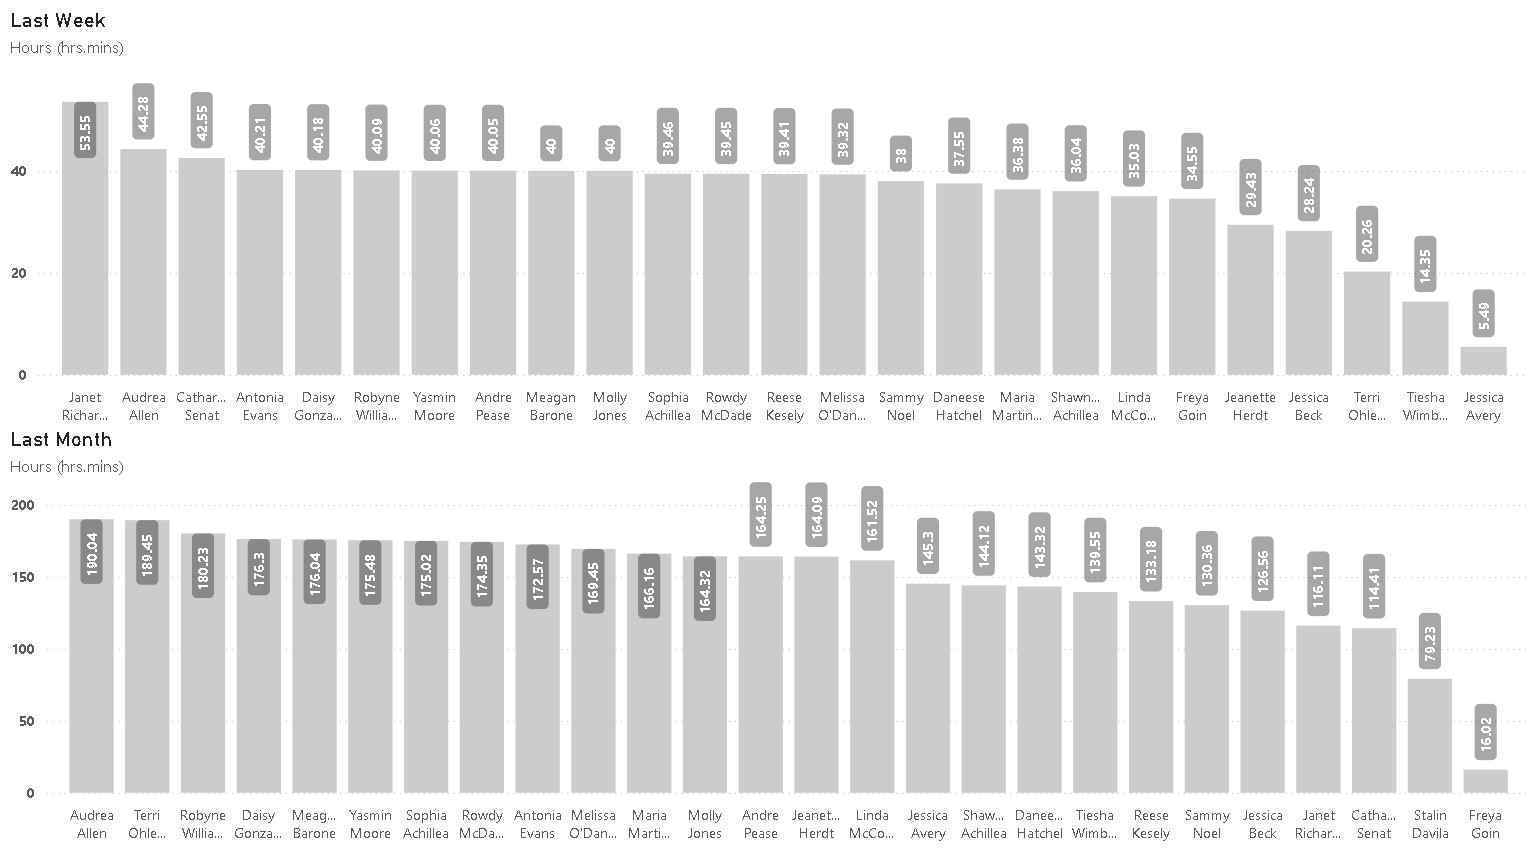 Last Week
Hours (hrs.mins)
53.55 44.28 42.55 40.21 40.18 40.09 40.06 40.05 40 40 39.46 39.45 39.41 39.32 38 37.55 36.38 36.04 35.03 34.55 29.43 28.24 20.26 14.35 5.49
40
20
0
Janet Audrea Cathar... Antonia Daisy Robyne Yasmin Andre Meagan Molly Sophia Rowdy Reese Melissa Sammy Daneese Maria Shawn... Linda Freya Jeanette Jessica Terri Tiesha Jessica
Richar... Allen Senat Evans Gonza... Willia... Moore Pease Barone Jones Achillea McDade Kesely O'Dan... Noel Hatchel Martin... Achillea McCo... Goin Herdt Beck Ohle... Wimb... Avery
Last Month
Hours (hrs.mins)
190.04 189.45 180.23 176.3 176.04 175.48 175.02 174.35 172.57 169.45 166.16 164.32 164.25 164.09 161.52 145.3 144.12 143.32 139.55 133.18 130.36 126.56 116.11 114.41 79.23 16.02
200
150
100
50
0
Audrea Terri Robyne Daisy Meag... Yasmin Sophia Rowdy Antonia Melissa Maria Molly Andre Jeanet... Linda Jessica Shaw... Danee... Tiesha Reese Sammy Jessica Janet Catha... Stalin Freya
Allen Ohle... Willia... Gonza... Barone Moore Achillea McDa... Evans O'Dan... Marti... Jones Pease Herdt McCo... Avery Achillea Hatchel Wimb... Kesely Noel Beck Richar... Senat Davila Goin